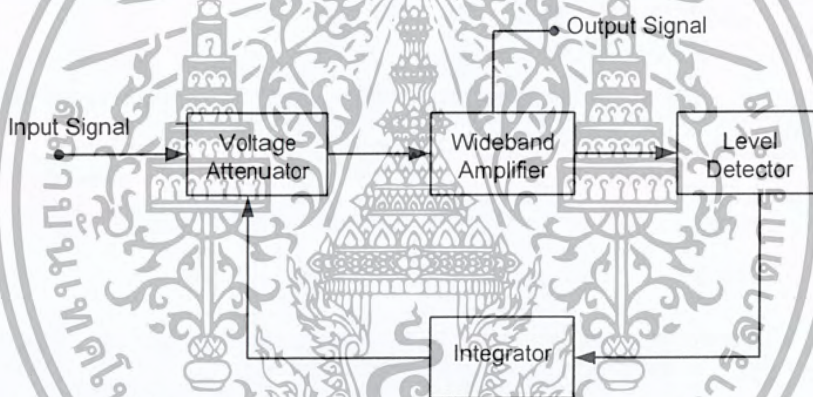 Output Signal
Input Signal
Voltage
Attenuator
Wideband
Amplifier
Level
Detector
Integrator